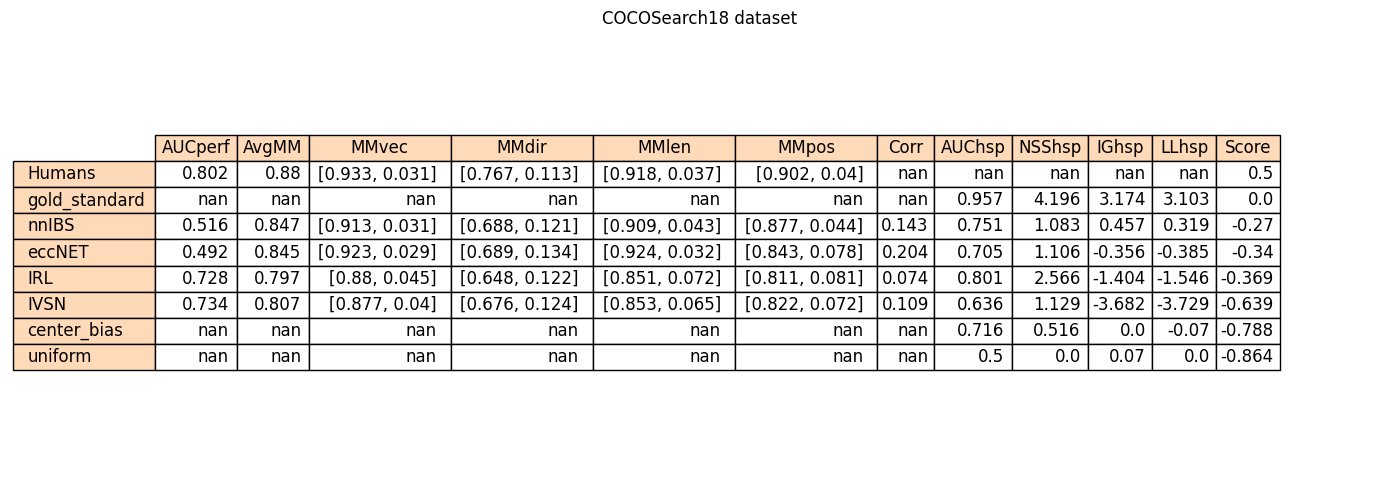 COCOSearch18 dataset
AUCperf AvgMM MMvec MMdir MMlen MMpos Corr AUChsp NSShsp IGhsp LLhsp Score
Humans 0.802 0.88 [0.933, 0.031] [0.767, 0.113] [0.918, 0.037] [0.902, 0.04] nan nan nan nan nan 0.5
gold_standard nan nan nan nan nan nan nan 0.957 4.196 3.174 3.103 0.0
nnIBS 0.516 0.847 [0.913, 0.031] [0.688, 0.121] [0.909, 0.043] [0.877, 0.044] 0.143 0.751 1.083 0.457 0.319 -0.27
eccNET 0.492 0.845 [0.923, 0.029] [0.689, 0.134] [0.924, 0.032] [0.843, 0.078] 0.204 0.705 1.106 -0.356 -0.385 -0.34
IRL 0.728 0.797 [0.88, 0.045] [0.648, 0.122] [0.851, 0.072] [0.811, 0.081] 0.074 0.801 2.566 -1.404 -1.546 -0.369
IVSN 0.734 0.807 [0.877, 0.04] [0.676, 0.124] [0.853, 0.065] [0.822, 0.072] 0.109 0.636 1.129 -3.682 -3.729 -0.639
center_bias nan nan nan nan nan nan nan 0.716 0.516 0.0 -0.07 -0.788
uniform nan nan nan nan nan nan nan 0.5 0.0 0.07 0.0 -0.864